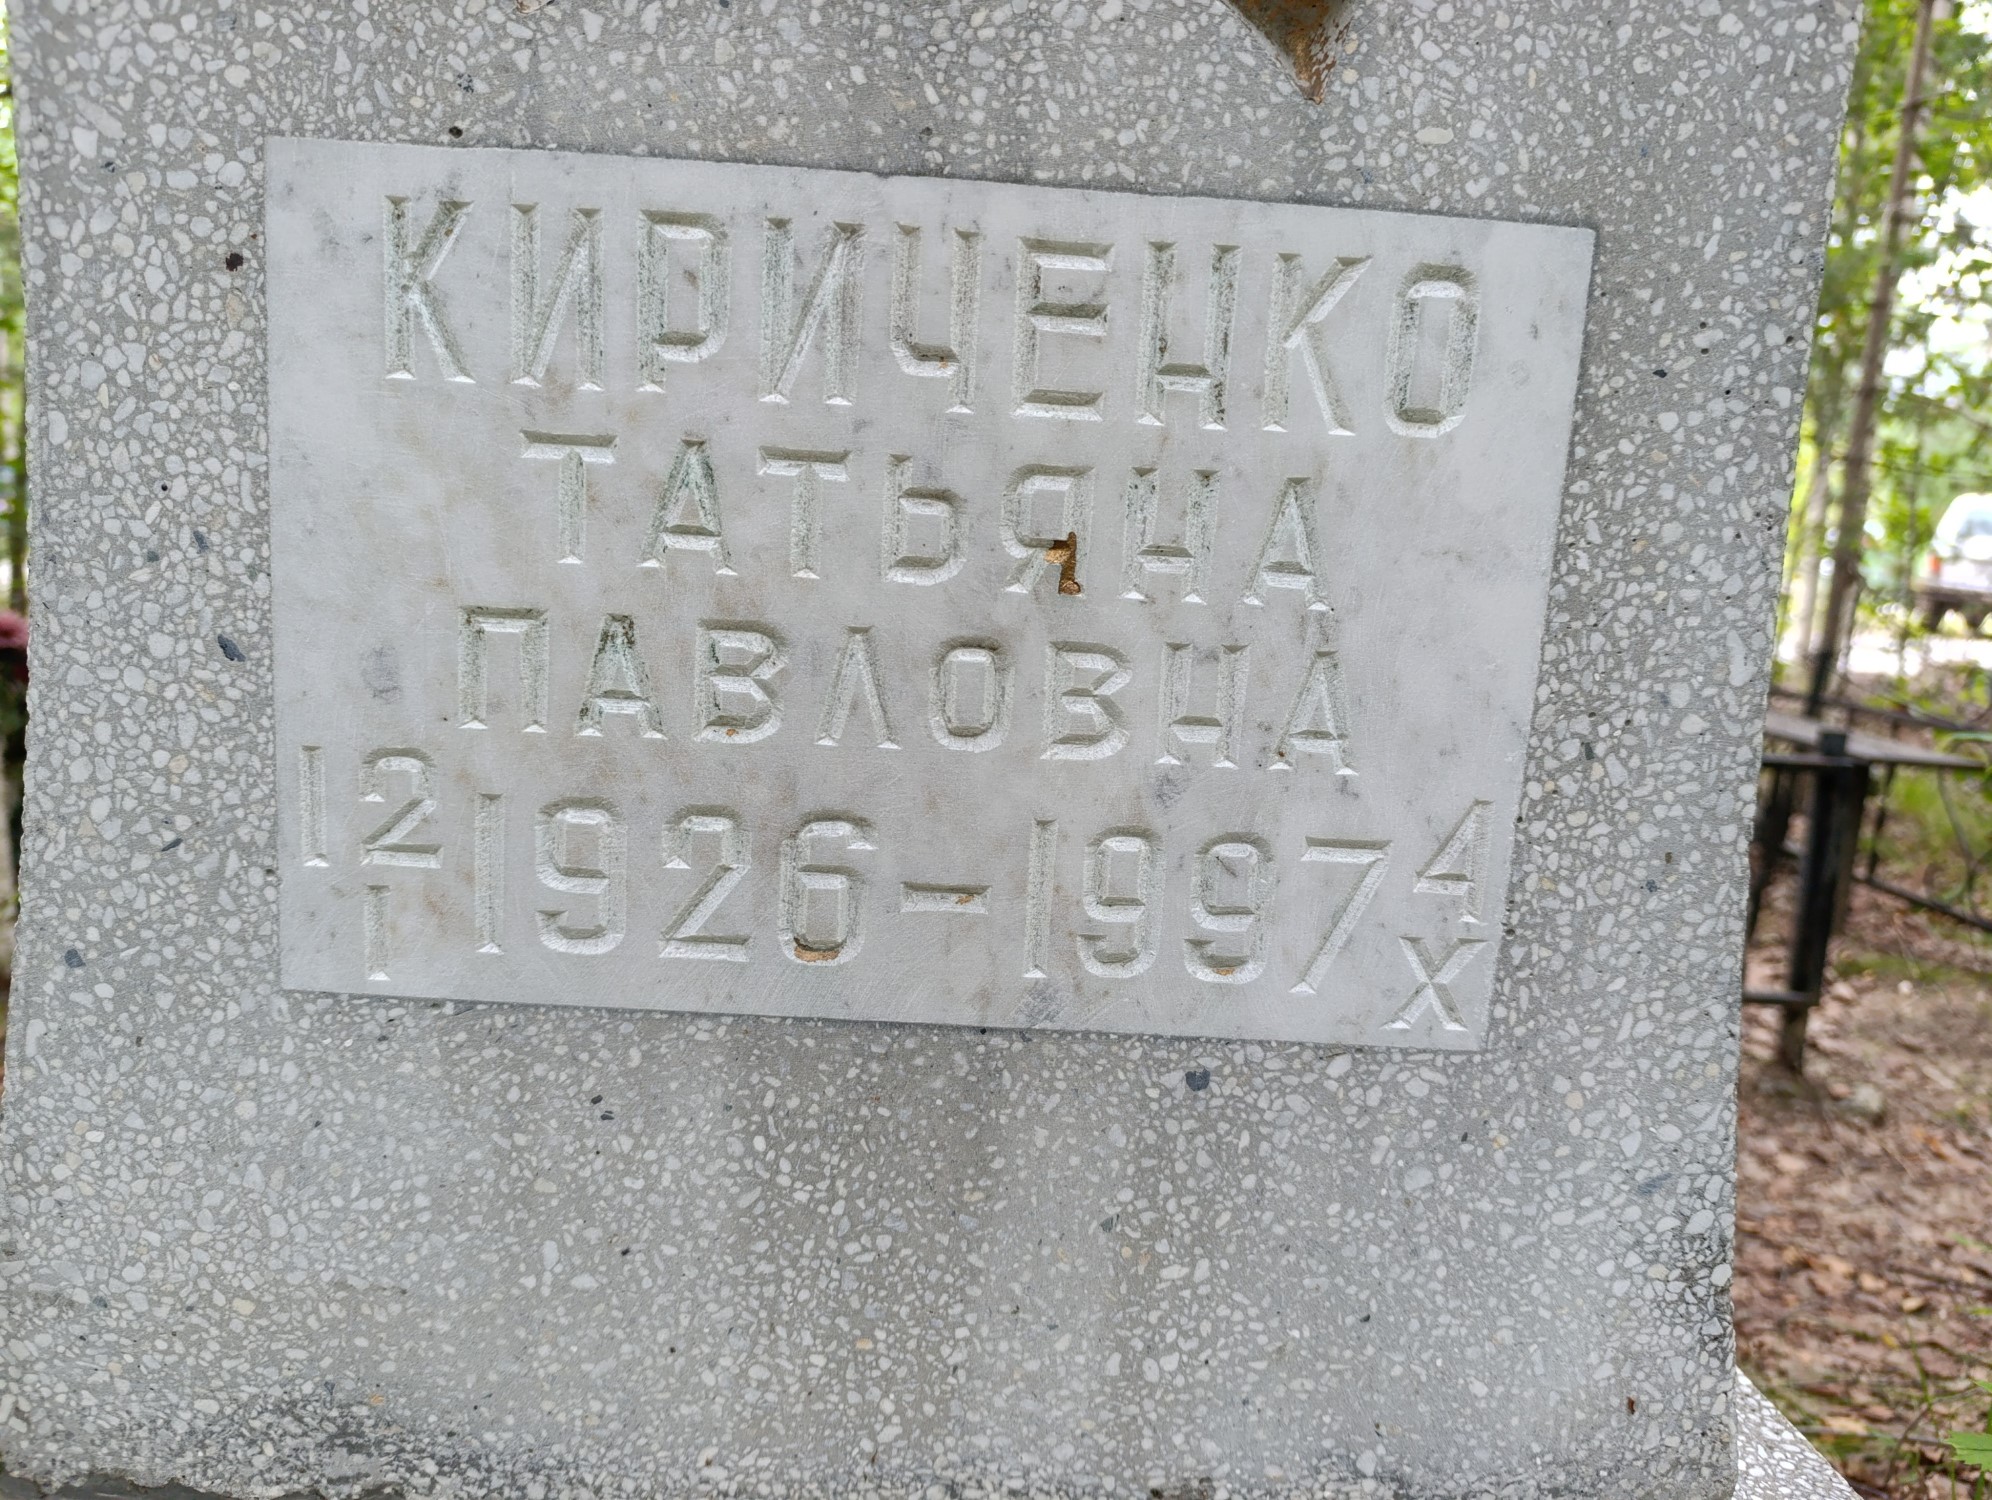 КИРИЧЕНКО
ТАТЬЯНА
ПАВЛОВНА
12/I 1926 – 1997 4/X